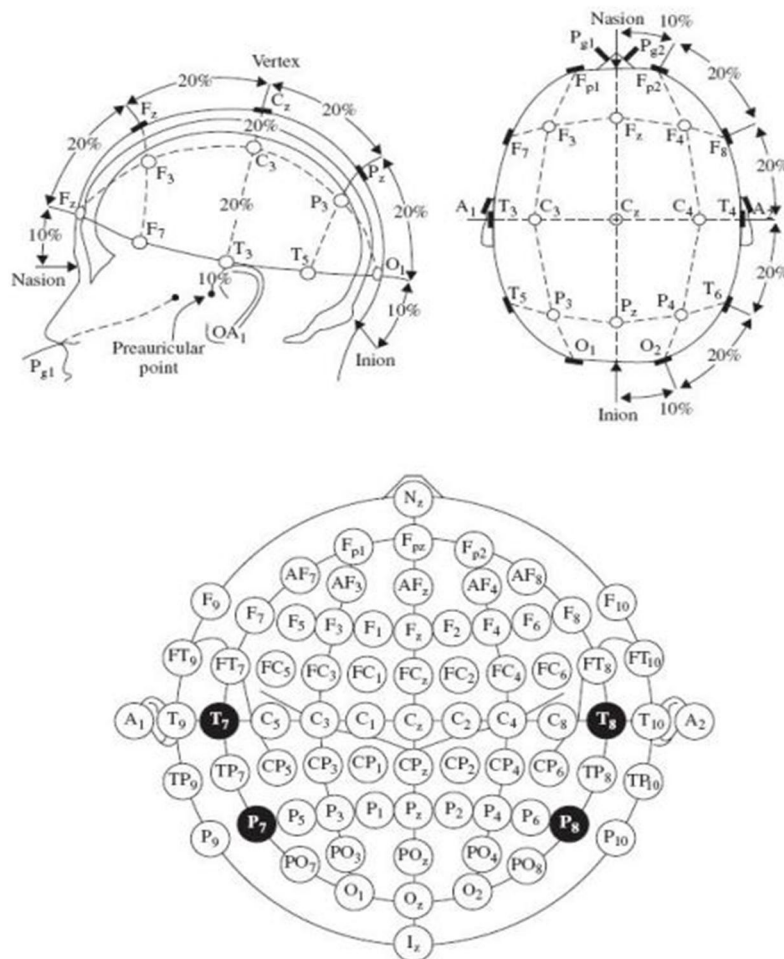 Vertex
20%
20%
Cz
Fz
20%
20%
C3
Pz
F3
20%
P3
20%
20%
Fz
10%
F7
T3
T5
O1
Nasion
10%
10%
OA1
Preauricular
point
Inion
Pg1
Nasion
10%
Pg1
Pg2
Fp1
Fp2
20%
F7
F3
Fz
F4
F8
20%
A1
T3
C3
Cz
C4
T4
A2
20%
T5
P3
Pz
P4
T6
O1
O2
20%
Inion
10%
Nz
Fp1 Fpz Fp2
AF7 AF3 AFz AF4 AF8
F9 F7 F5 F3 F1 Fz F2 F4 F6 F8 F10
FT9 FT7 FC5 FC3 FC1 FCz FC2 FC4 FC6 FT8 FT10
A1 T9 T7 C5 C3 C1 Cz C2 C4 C8 T8 T10 A2
TP9 TP7 CP5 CP3 CP1 CPz CP2 CP4 CP6 TP8 TP10
P9 P7 P5 P3 P1 Pz P2 P4 P6 P8 P10
PO7 PO3 POz PO4 PO8
O1 Oz O2
Iz